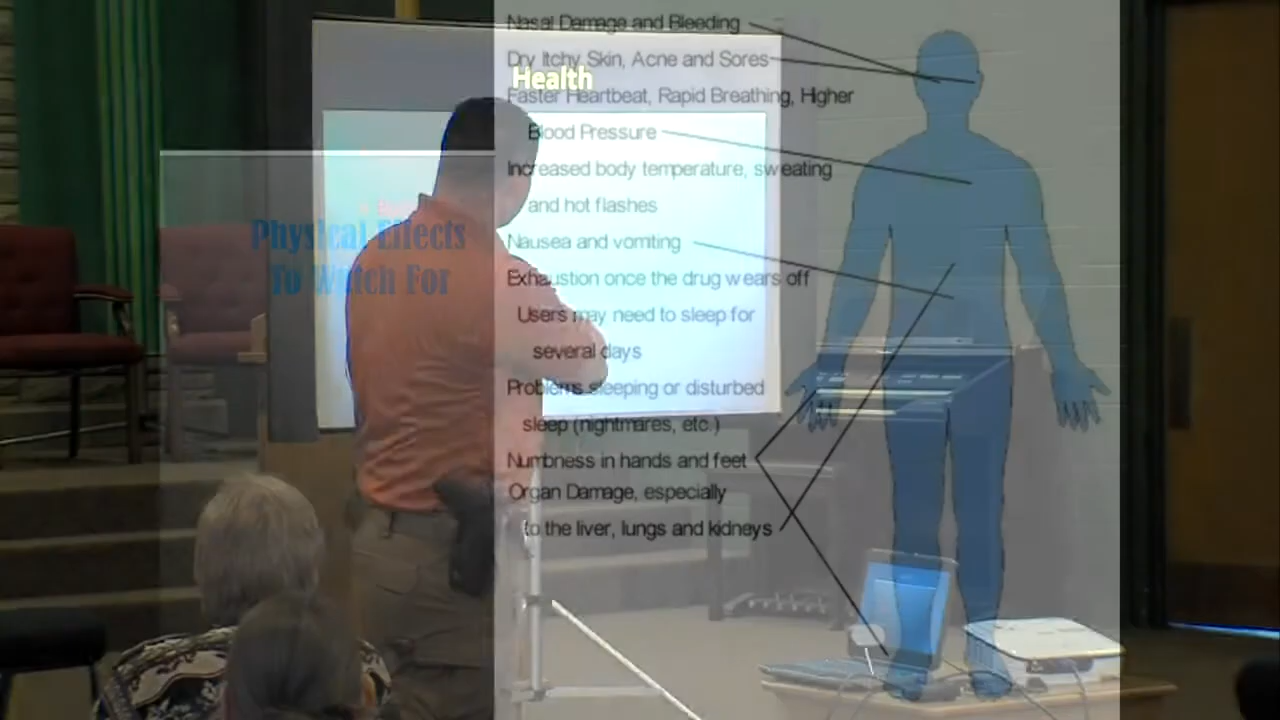 Physical Effects
To Watch For
Health
Nasal Damage and Bleeding
Dry Itchy Skin, Acne and Sores
Faster Heartbeat, Rapid Breathing, Higher
Blood Pressure
Increased body temperature, sweating
and hot flashes
Nausea and vomiting
Exhaustion once the drug wears off
Users may need to sleep for
several days
Problems sleeping or disturbed
sleep (nightmares, etc.)
Numbness in hands and feet
Organ Damage, especially
to the liver, lungs and kidneys